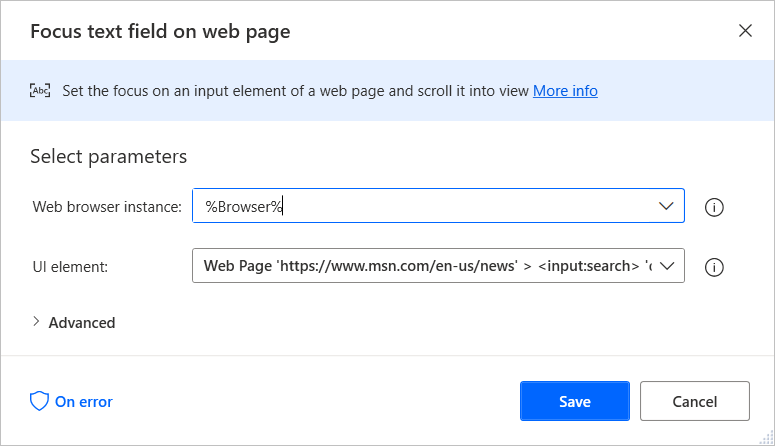 Focus text field on web page
Abc Set the focus on an input element of a web page and scroll it into view More info
Select parameters
Web browser instance: %Browser%
UI element: Web Page 'https://www.msn.com/en-us/news' > <input:search> '
Advanced
On error Save Cancel